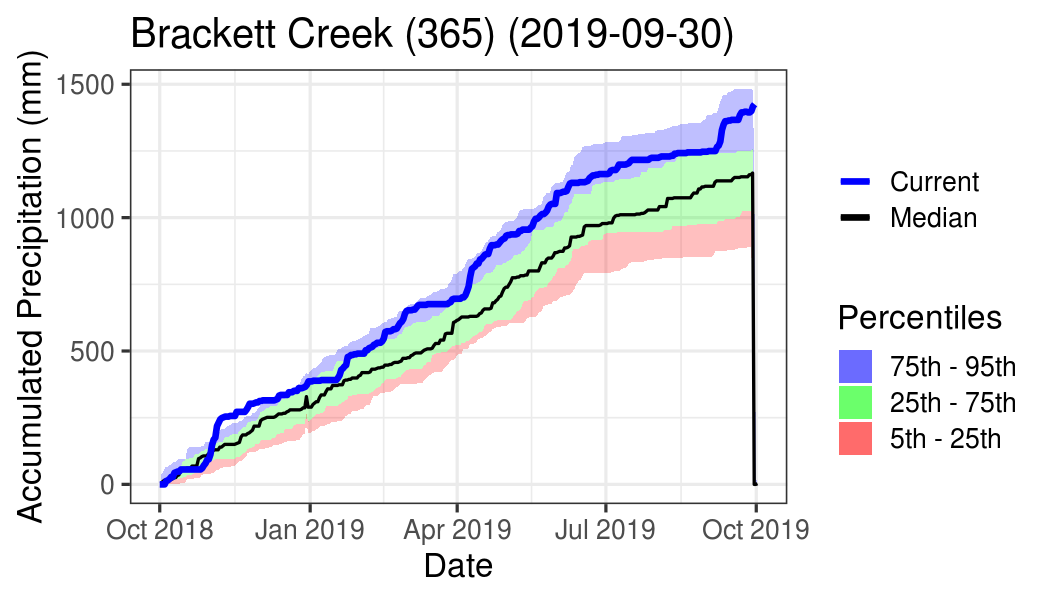 Brackett Creek (365) (2019-09-30)
Accumulated Precipitation (mm)
1500
1000
500
0
Oct 2018
Jan 2019
Apr 2019
Jul 2019
Oct 2019
Date
Current
Median
Percentiles
75th - 95th
25th - 75th
5th - 25th